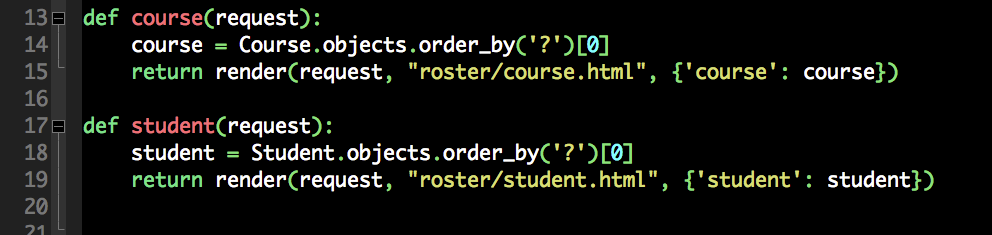 13 def course(request):
14     course = Course.objects.order_by('?')[0]
15     return render(request, "roster/course.html", {'course': course})
16
17 def student(request):
18     student = Student.objects.order_by('?')[0]
19     return render(request, "roster/student.html", {'student': student})
20
21